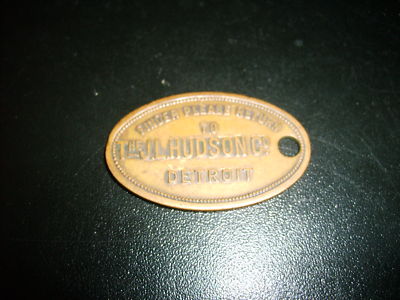 FINDER PLEASE RETURN
TO
THE J.L. HUDSON CO.
DETROIT